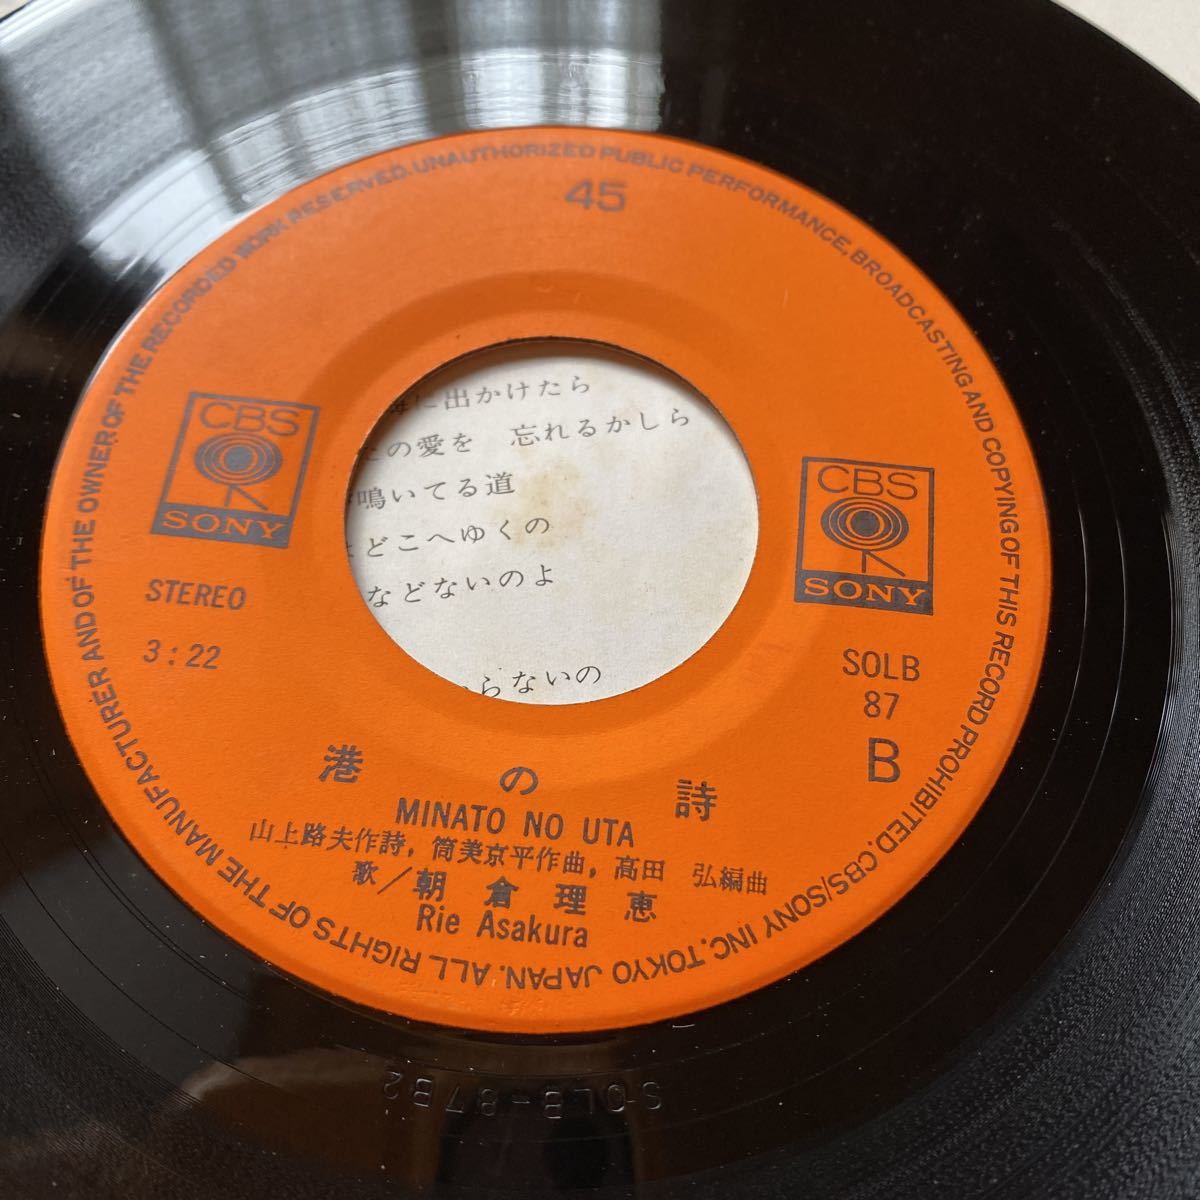 ALL RIGHTS OF THE MANUFACTURER AND OF THE OWNER OF THE RECORDED WORK RESERVED. UNAUTHORIZED PUBLIC PERFORMANCE, BROADCASTING AND COPYING OF THIS RECORD PROHIBITED. CBS/SONY INC. TOKYO JAPAN.
45
CBS
SONY
STEREO
3:22
に出かけたら
の愛を 忘れるかしら
鳴いてる道
どこへゆくの
などないのよ
らないの
CBS
SONY
SOLB
87
B
港の詩
MINATO NO UTA
山上路夫作詩, 筒美京平作曲, 高田 弘編曲
歌/朝倉理恵
Rie Asakura
SOLB-87B2